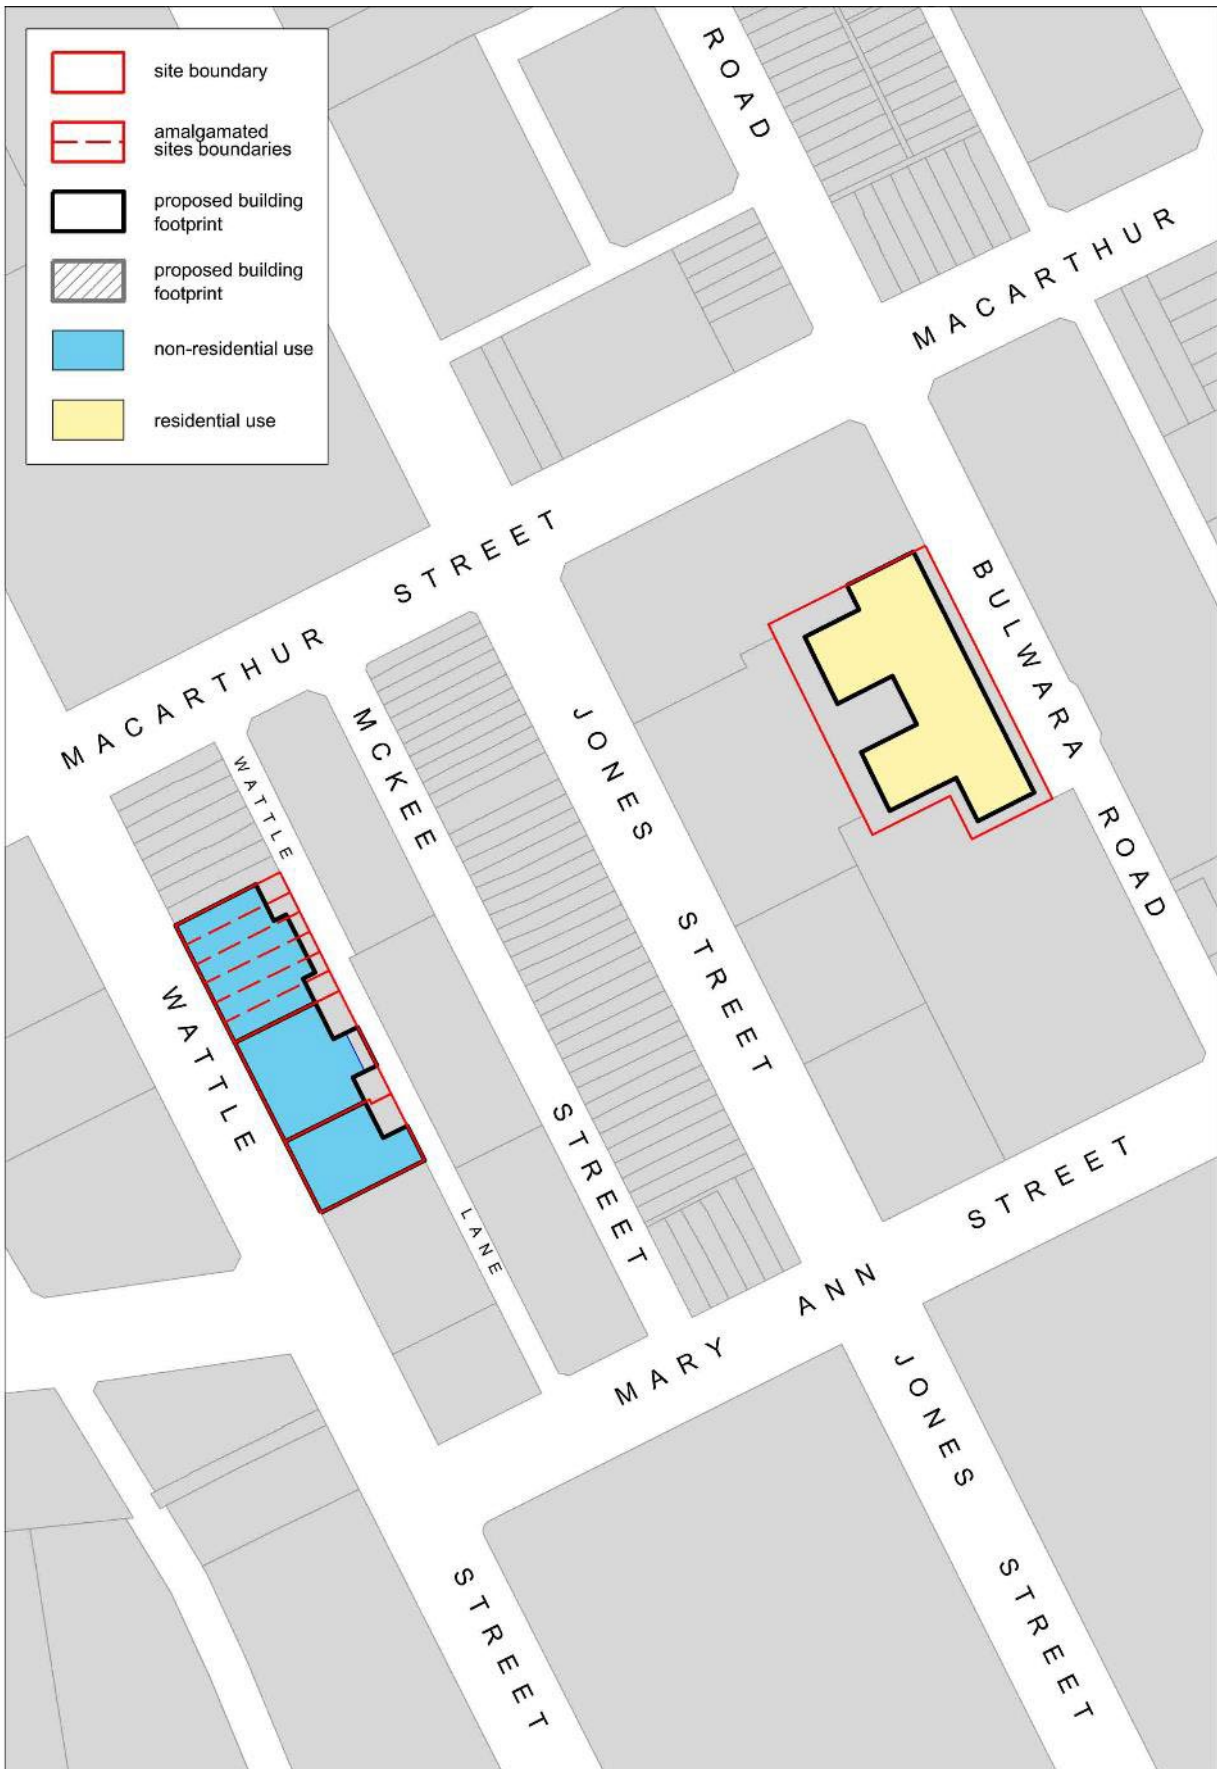 site boundary
amalgamated
sites boundaries
proposed building
footprint
proposed building
footprint
non-residential use
residential use
ROAD
MACARTHUR
MACARTHUR STREET
BULWARA ROAD
WATTLE LANE
MCKEE STREET
JONES STREET
WATTLE STREET
MARY ANN STREET
JONES STREET